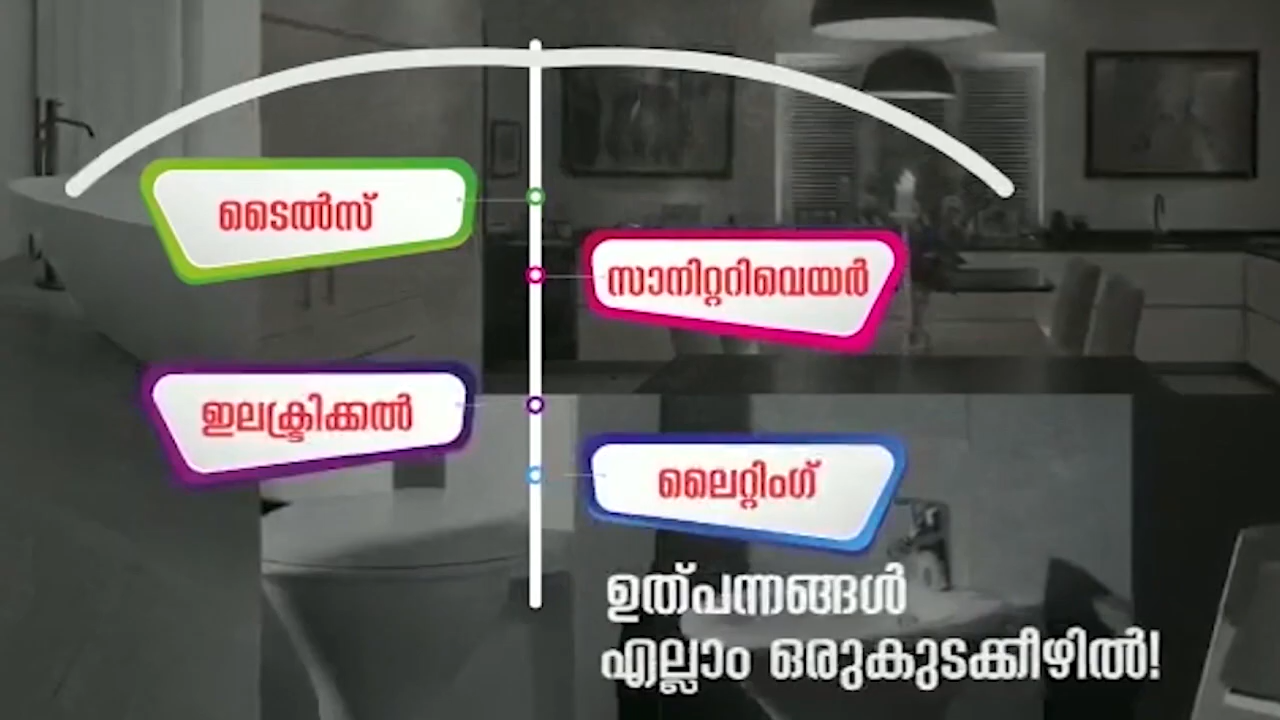 ടൈൽസ്
സാനിറ്ററിവെയർ
ഇലക്ട്രിക്കൽ
ലൈറ്റിംഗ്
ഉത്പന്നങ്ങൾ
എല്ലാം ഒരുകുടക്കീഴിൽ!